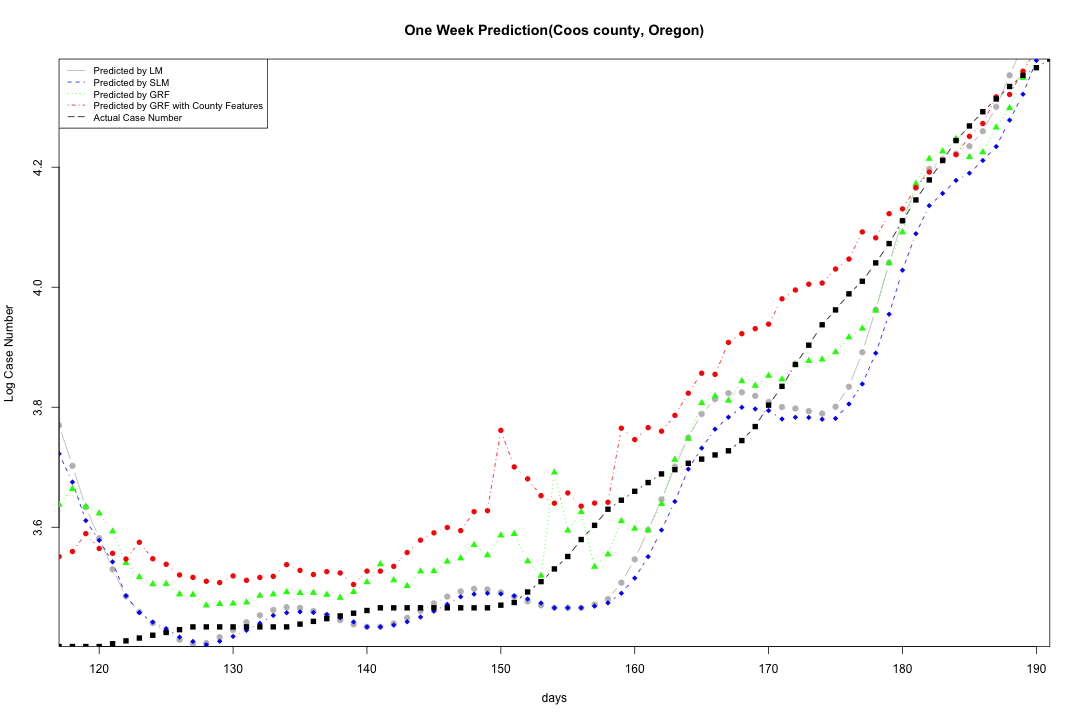 One Week Prediction(Coos county, Oregon)
Predicted by LM
Predicted by SLM
Predicted by GRF
Predicted by GRF with County Features
Actual Case Number
4.2
4.0
3.8
3.6
Log Case Number
120 130 140 150 160 170 180 190
days